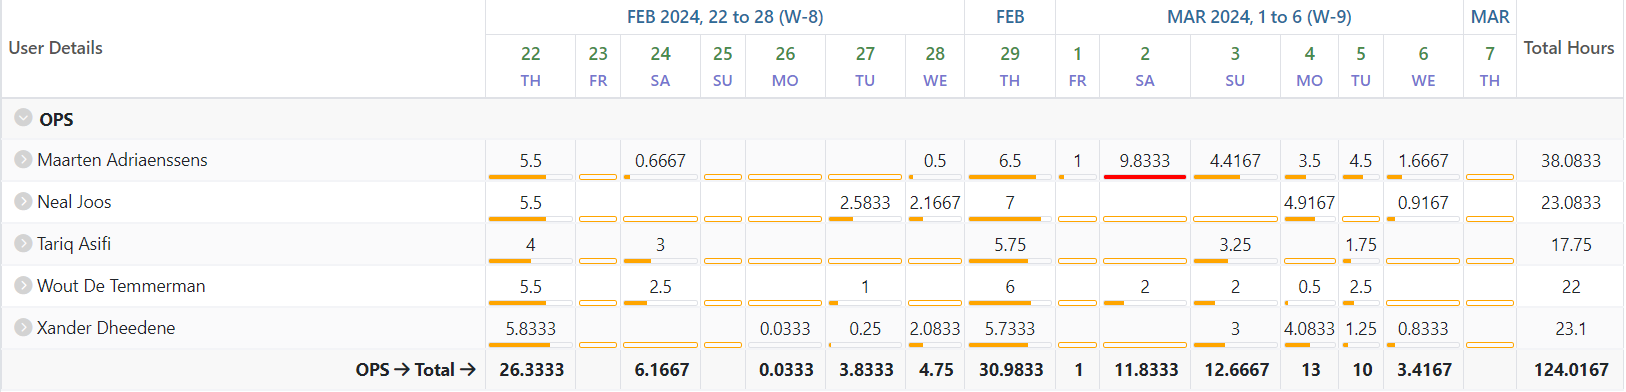 FEB 2024, 22 to 28 (W-8) FEB MAR 2024, 1 to 6 (W-9) MAR
User Details 22 23 24 25 26 27 28 29 1 2 3 4 5 6 7 Total Hours
TH FR SA SU MO TU WE TH FR SA SU MO TU WE TH
OPS
Maarten Adriaenssens 5.5 0.6667 0.5 6.5 1 9.8333 4.4167 3.5 4.5 1.6667 38.0833
Neal Joos 5.5 2.5833 2.1667 7 4.9167 0.9167 23.0833
Tariq Asifi 4 3 5.75 3.25 1.75 17.75
Wout De Temmerman 5.5 2.5 1 6 2 2 0.5 2.5 22
Xander Dheedene 5.8333 0.0333 0.25 2.0833 5.7333 3 4.0833 1.25 0.8333 23.1
OPS → Total → 26.3333 6.1667 0.0333 3.8333 4.75 30.9833 1 11.8333 12.6667 13 10 3.4167 124.0167